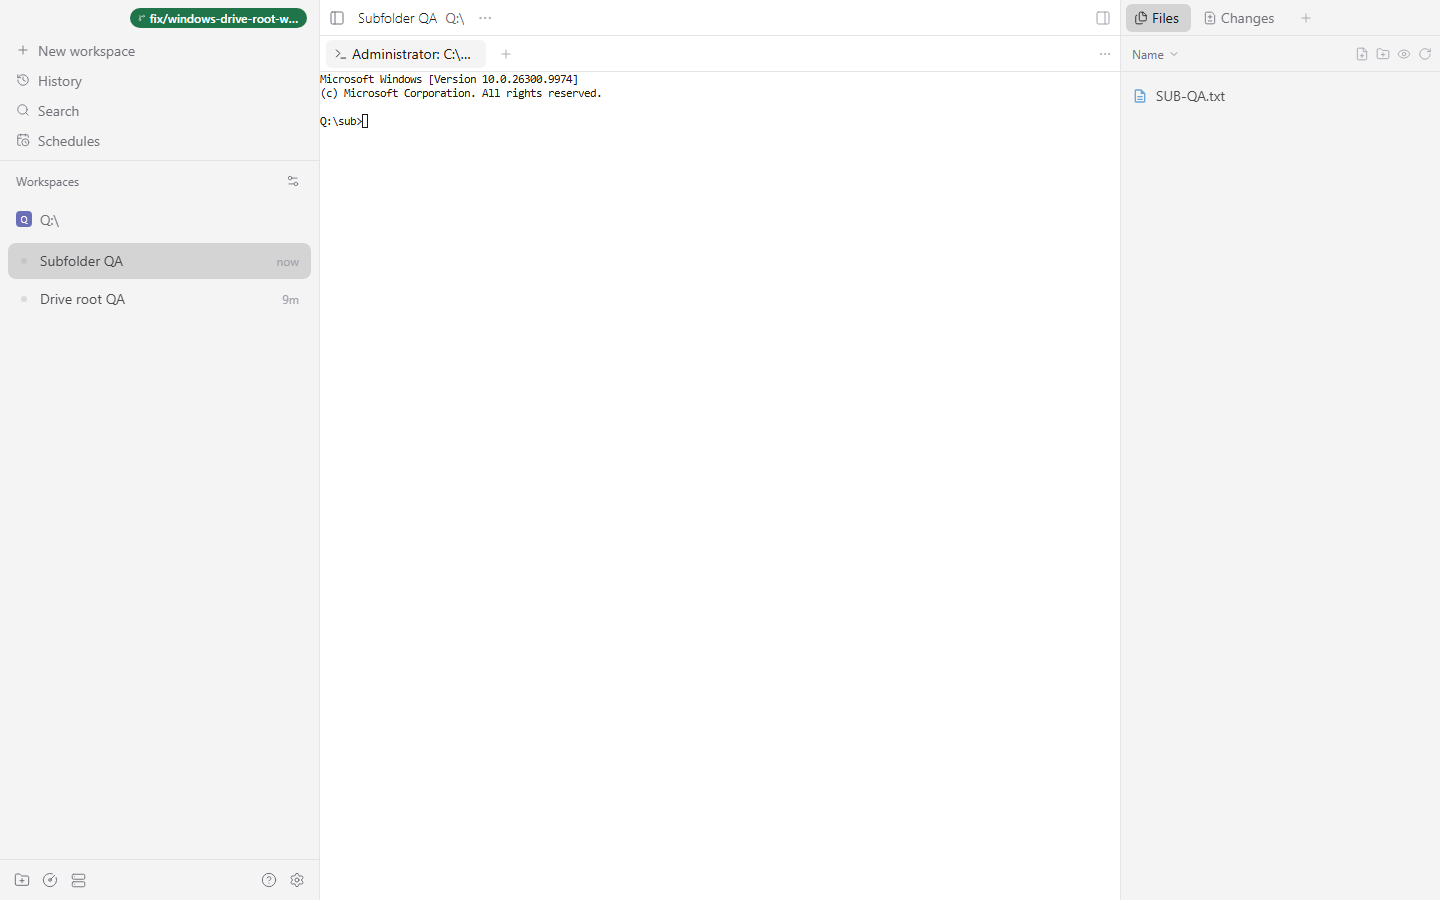 fix/windows-drive-root-w...
New workspace
History
Search
Schedules
Workspaces
Q Q:\
Subfolder QA now
Drive root QA 9m
Subfolder QA Q:\
Administrator: C:\...
Microsoft Windows [Version 10.0.26300.9974]
(c) Microsoft Corporation. All rights reserved.
Q:\sub>
Files Changes
Name
SUB-QA.txt